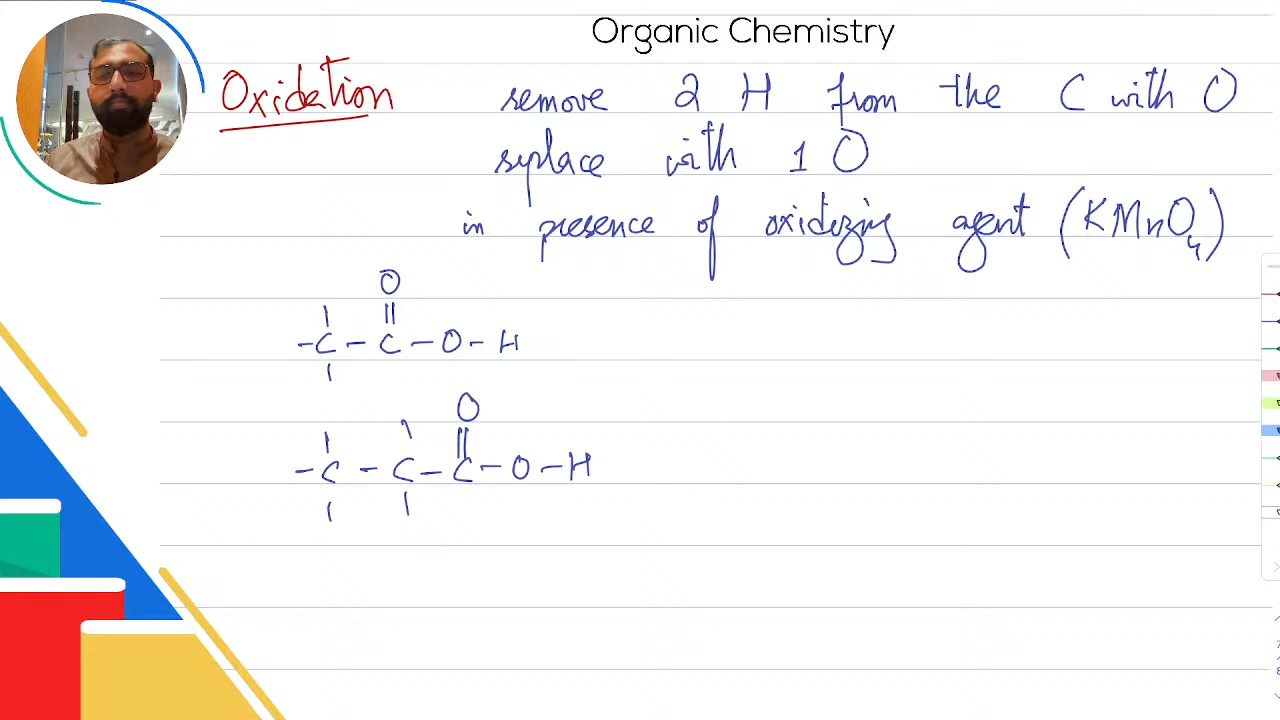 Organic Chemistry
Oxidation remove 2 H from the C with O
replace with 1 O
in presence of oxidizing agent (KMnO4)
O
||
-C-C-O-H
O
||
-C-C-C-O-H